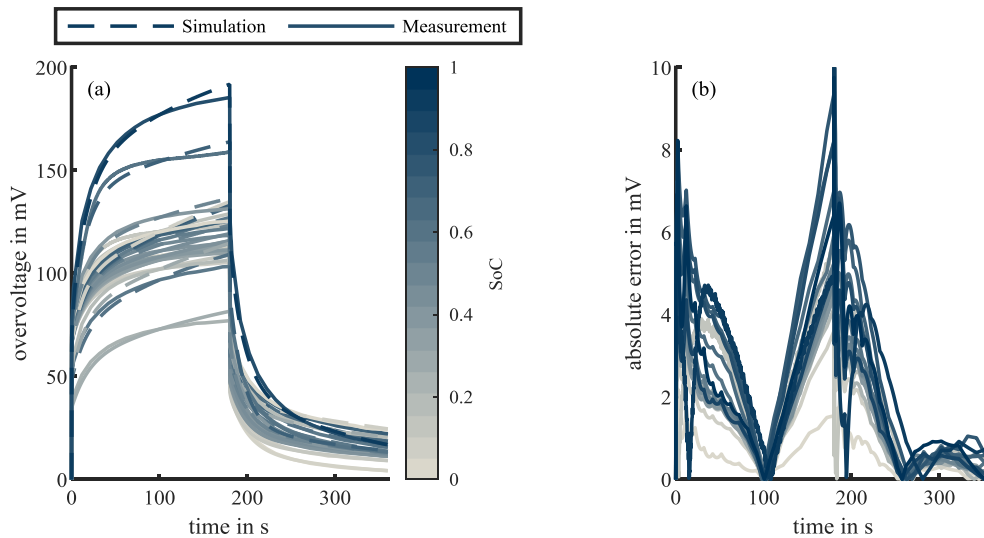 Simulation Measurement
(a)
overvoltage in mV
200
150
100
50
0
0 100 200 300
time in s
1
0.8
0.6
0.4
0.2
0
SoC
(b)
absolute error in mV
10
8
6
4
2
0
0 100 200 300
time in s